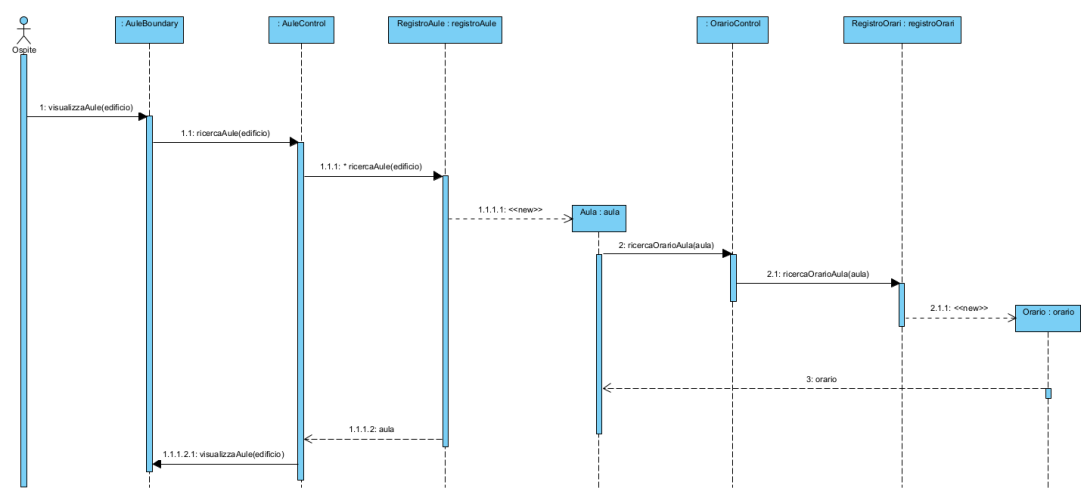 : AuleBoundary
: AuleControl
RegistroAule : registroAule
: OrarioControl
RegistroOrari : registroOrari
Ospite
1: visualizzaAule(edificio)
1.1: ricercaAule(edificio)
1.1.1: * ricercaAule(edificio)
1.1.1.1: <<new>>
Aula : aula
2: ricercaOrarioAula(aula)
2.1: ricercaOrarioAula(aula)
2.1.1: <<new>>
Orario : orario
3: orario
1.1.1.2: aula
1.1.1.2.1: visualizzaAule(edificio)